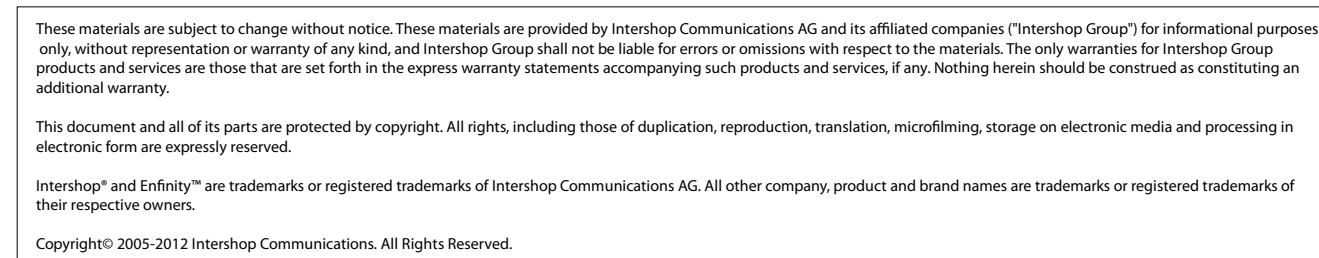 These materials are subject to change without notice. These materials are provided by Intershop Communications AG and its affiliated companies ("Intershop Group") for informational purposes
only, without representation or warranty of any kind, and Intershop Group shall not be liable for errors or omissions with respect to the materials. The only warranties for Intershop Group
products and services are those that are set forth in the express warranty statements accompanying such products and services, if any. Nothing herein should be construed as constituting an
additional warranty.
This document and all of its parts are protected by copyright. All rights, including those of duplication, reproduction, translation, microfilming, storage on electronic media and processing in
electronic form are expressly reserved.
Intershop® and Enfinity™ are trademarks or registered trademarks of Intershop Communications AG. All other company, product and brand names are trademarks or registered trademarks of
their respective owners.
Copyright© 2005-2012 Intershop Communications. All Rights Reserved.